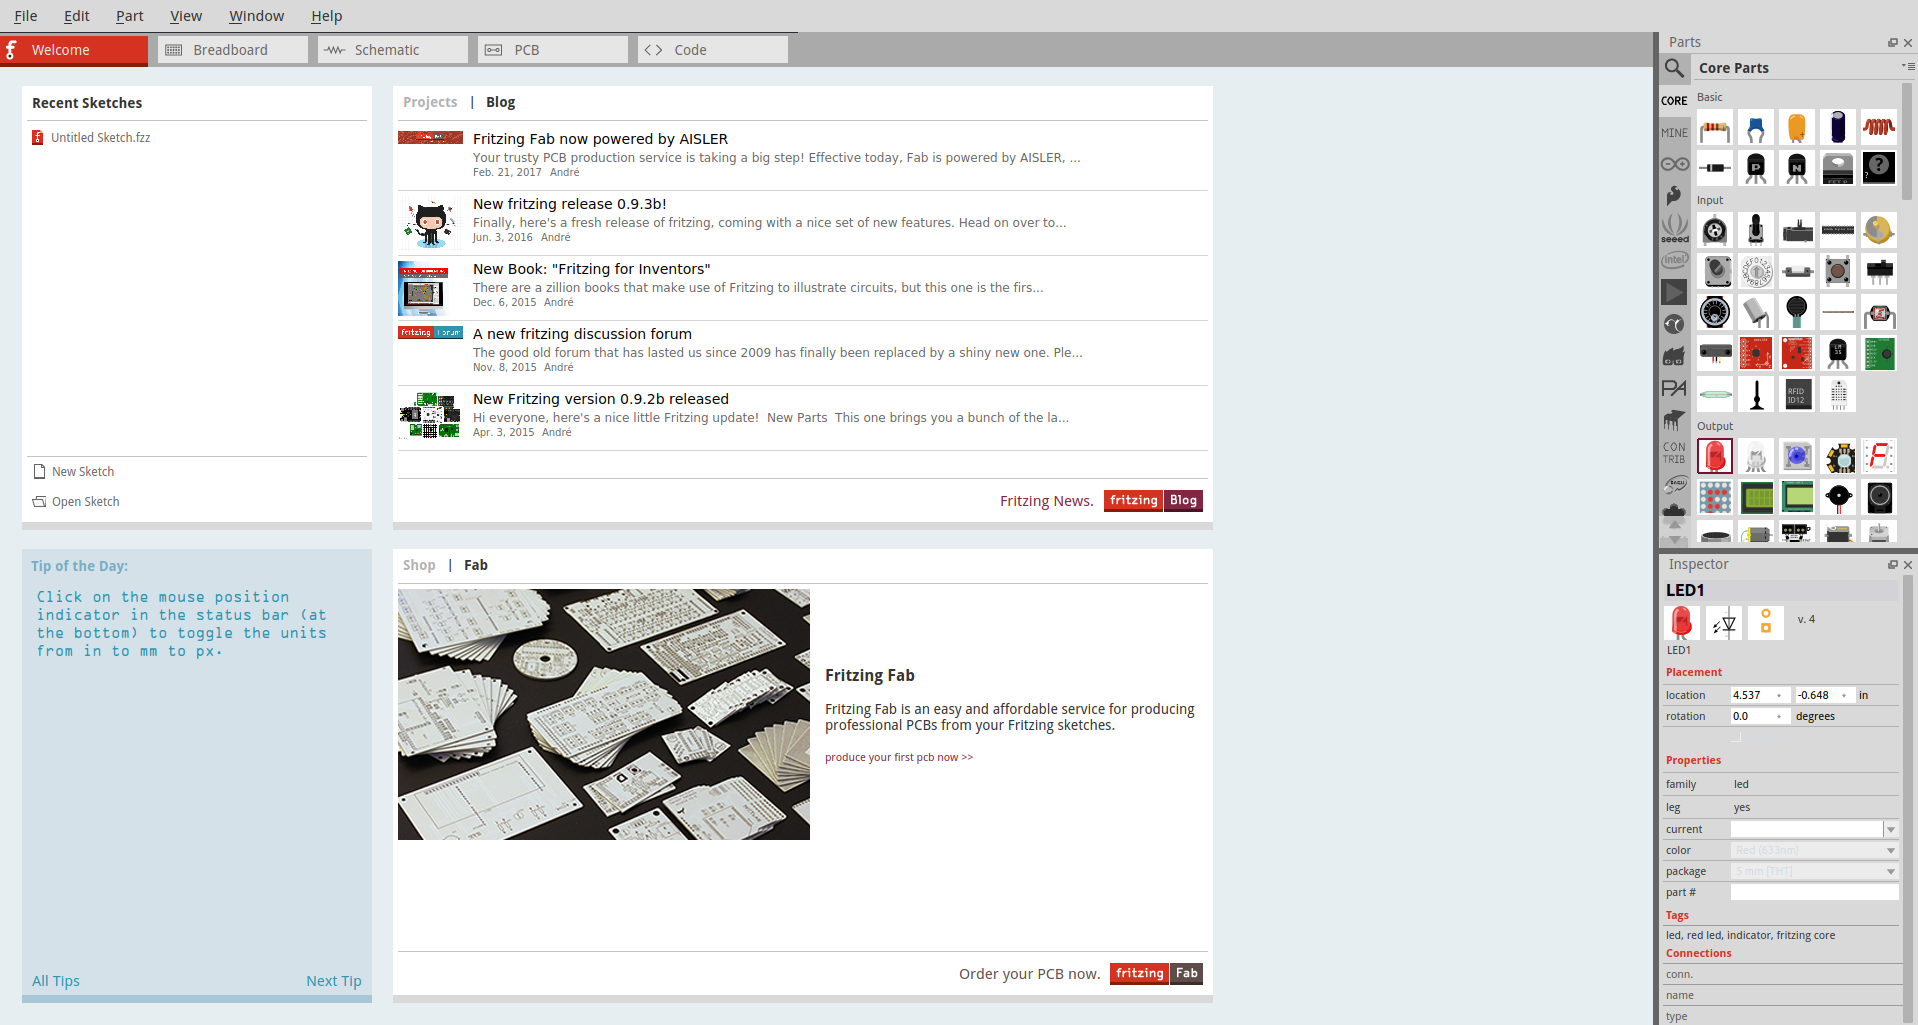 File Edit Part View Window Help
Welcome Breadboard Schematic PCB Code
Recent Sketches
Untitled Sketch.fzz
New Sketch
Open Sketch
Projects | Blog
Fritzing Fab now powered by AISLER
Your trusty PCB production service is taking a big step! Effective today, Fab is powered by AISLER, ...
Feb. 21, 2017 André
New fritzing release 0.9.3b!
Finally, here's a fresh release of fritzing, coming with a nice set of new features. Head on over to...
Jun. 3, 2016 André
New Book: "Fritzing for Inventors"
There are a zillion books that make use of Fritzing to illustrate circuits, but this one is the firs...
Dec. 6, 2015 André
fritzing Forum
A new fritzing discussion forum
The good old forum that has lasted us since 2009 has finally been replaced by a shiny new one. Ple...
Nov. 8, 2015 André
New Fritzing version 0.9.2b released
Hi everyone, here's a nice little Fritzing update! New Parts This one brings you a bunch of the la...
Apr. 3, 2015 André
Fritzing News. fritzing Blog
Tip of the Day:
Click on the mouse position
indicator in the status bar (at
the bottom) to toggle the units
from in to mm to px.
All Tips Next Tip
Shop | Fab
Fritzing Fab
Fritzing Fab is an easy and affordable service for producing
professional PCBs from your Fritzing sketches.
produce your first pcb now >>
Order your PCB now. fritzing Fab
Parts
Core Parts
CORE
MINE
seeed
intel
PA
CON
TRIB
Basic
P N
?
Input
LM
35
RFID
ID12
Output
Inspector
LED1
v. 4
LED1
Placement
location 4.537 -0.648 in
rotation 0.0 degrees
Properties
family led
leg yes
current
color Red (633nm)
package 5 mm [THT]
part #
Tags
led, red led, indicator, fritzing core
Connections
conn.
name
type